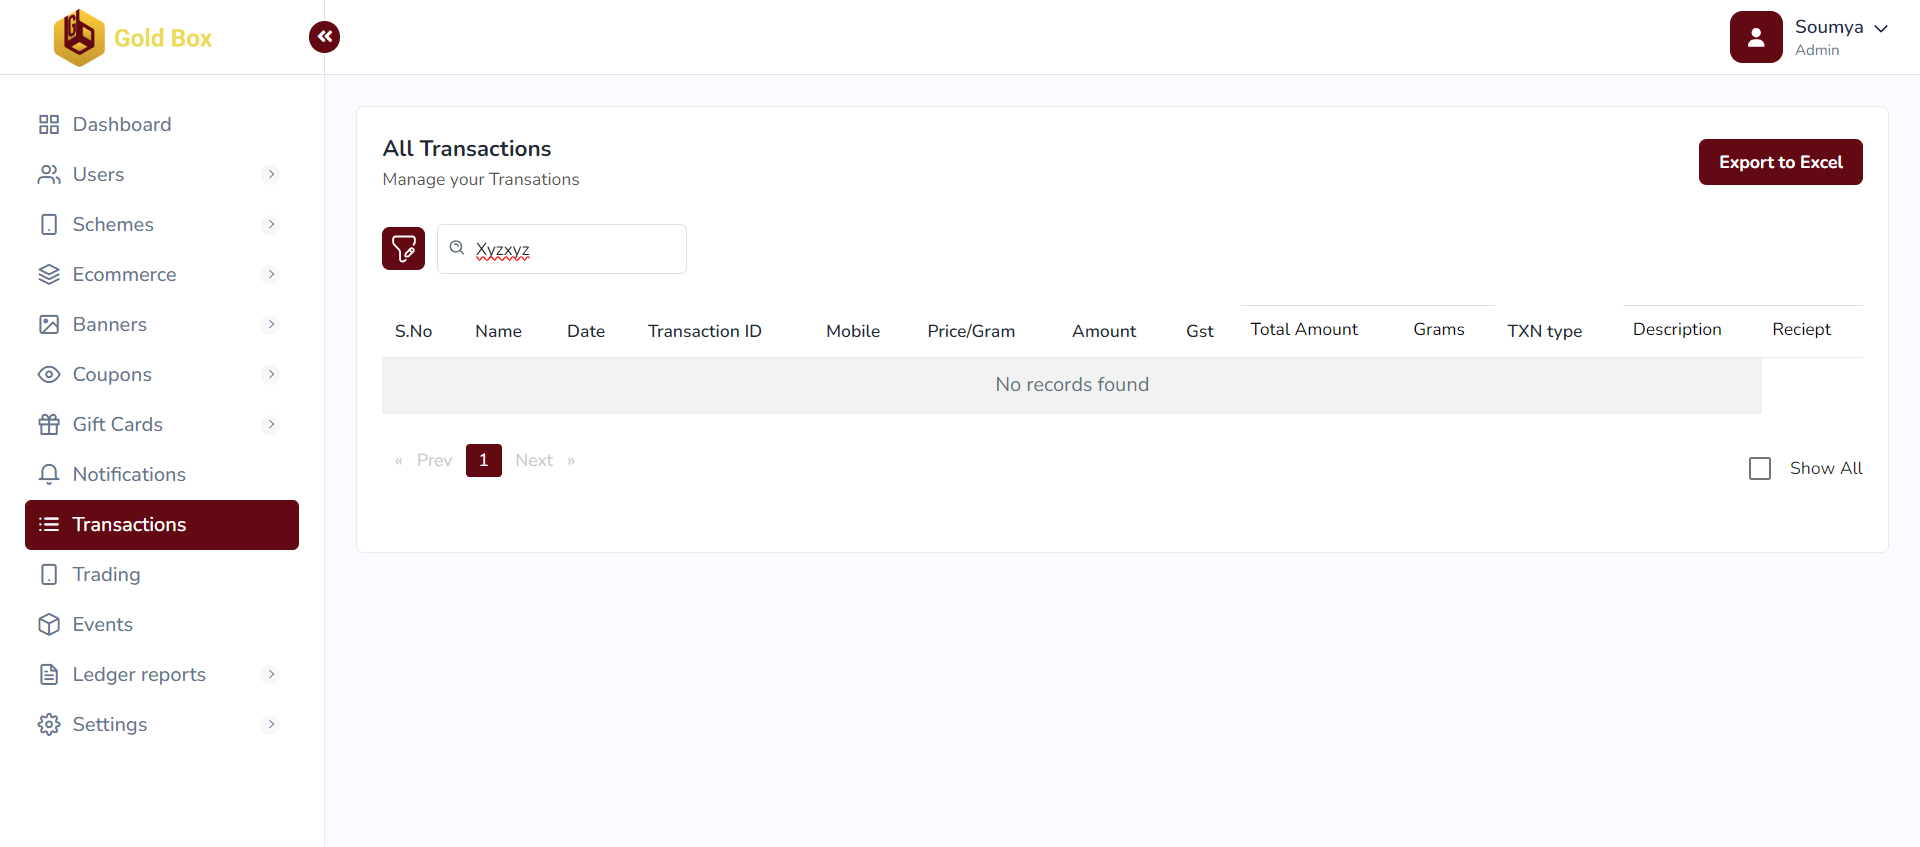 Gold Box
Soumya
Admin
Dashboard
Users
Schemes
Ecommerce
Banners
Coupons
Gift Cards
Notifications
Transactions
Trading
Events
Ledger reports
Settings
All Transactions
Manage your Transations
Export to Excel
Xyzxyz
S.No Name Date Transaction ID Mobile Price/Gram Amount Gst Total Amount Grams TXN type Description Reciept
No records found
« Prev 1 Next »
Show All